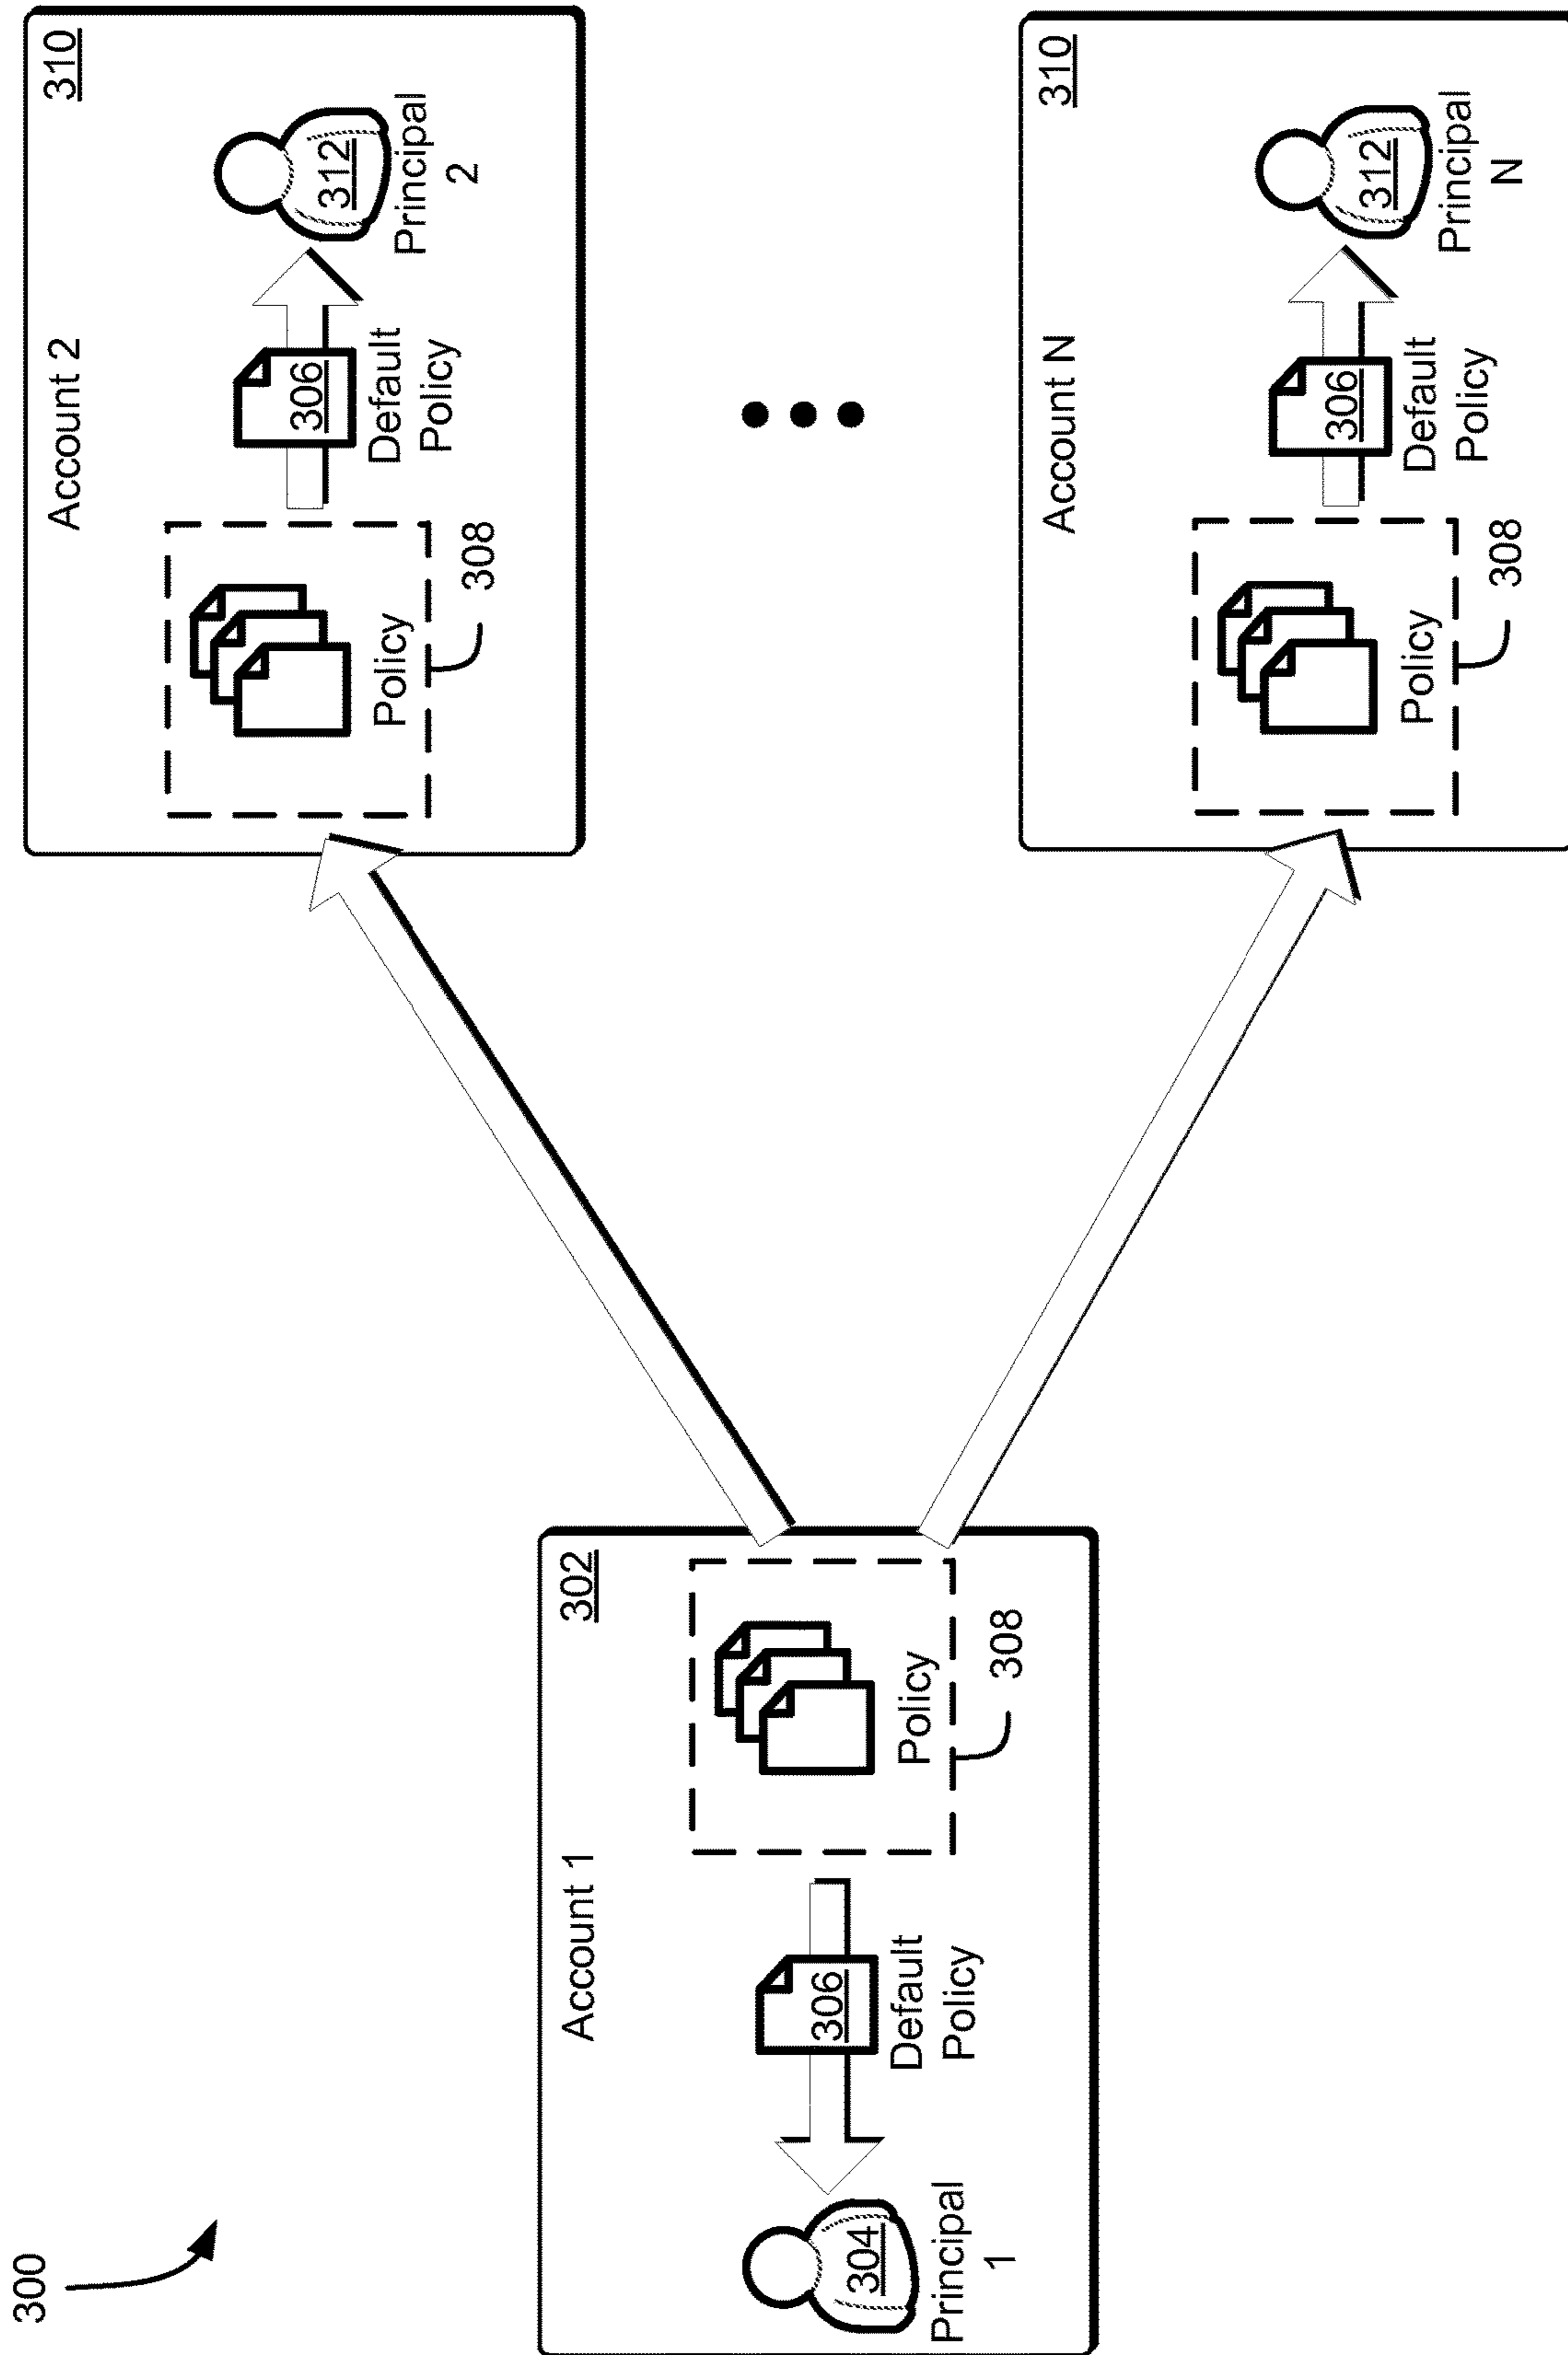 300
Account 1
302
304
Principal
1
306
Default
Policy
Policy
308
Account 2
310
Policy
308
306
Default
Policy
312
Principal
2
Account N
310
Policy
308
306
Default
Policy
312
Principal
N